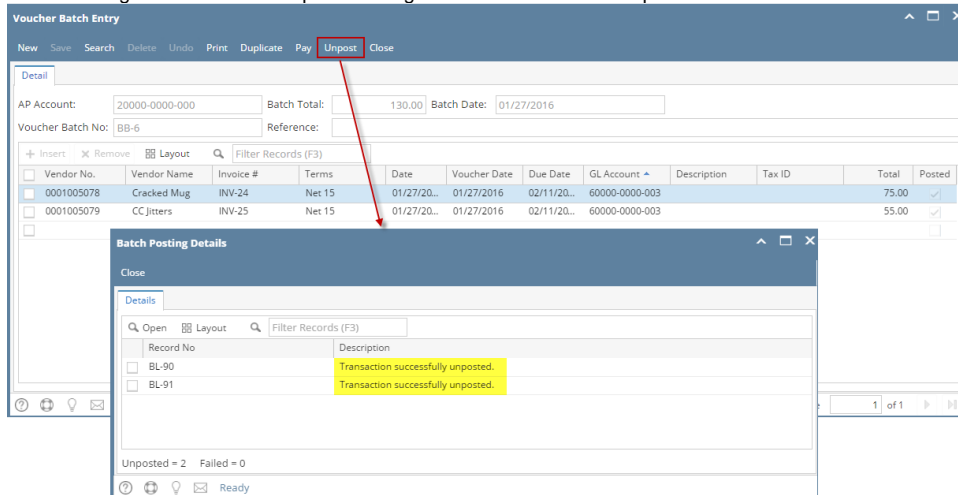 Voucher Batch Entry
New Save Search Delete Undo Print Duplicate Pay Unpost Close
Detail
AP Account: 20000-0000-000 Batch Total: 130.00 Batch Date: 01/27/2016
Voucher Batch No: BB-6 Reference:
Insert Remove Layout Filter Records (F3)
Vendor No. Vendor Name Invoice # Terms Date Voucher Date Due Date GL Account Description Tax ID Total Posted
0001005078 Cracked Mug INV-24 Net 15 01/27/20... 01/27/2016 02/11/20... 60000-0000-003 75.00
0001005079 CC Jitters INV-25 Net 15 01/27/20... 01/27/2016 02/11/20... 60000-0000-003 55.00
Batch Posting Details
Close
Details
Open Layout Filter Records (F3)
Record No Description
BL-90 Transaction successfully unposted.
BL-91 Transaction successfully unposted.
1 of 1
Unposted = 2 Failed = 0
Ready